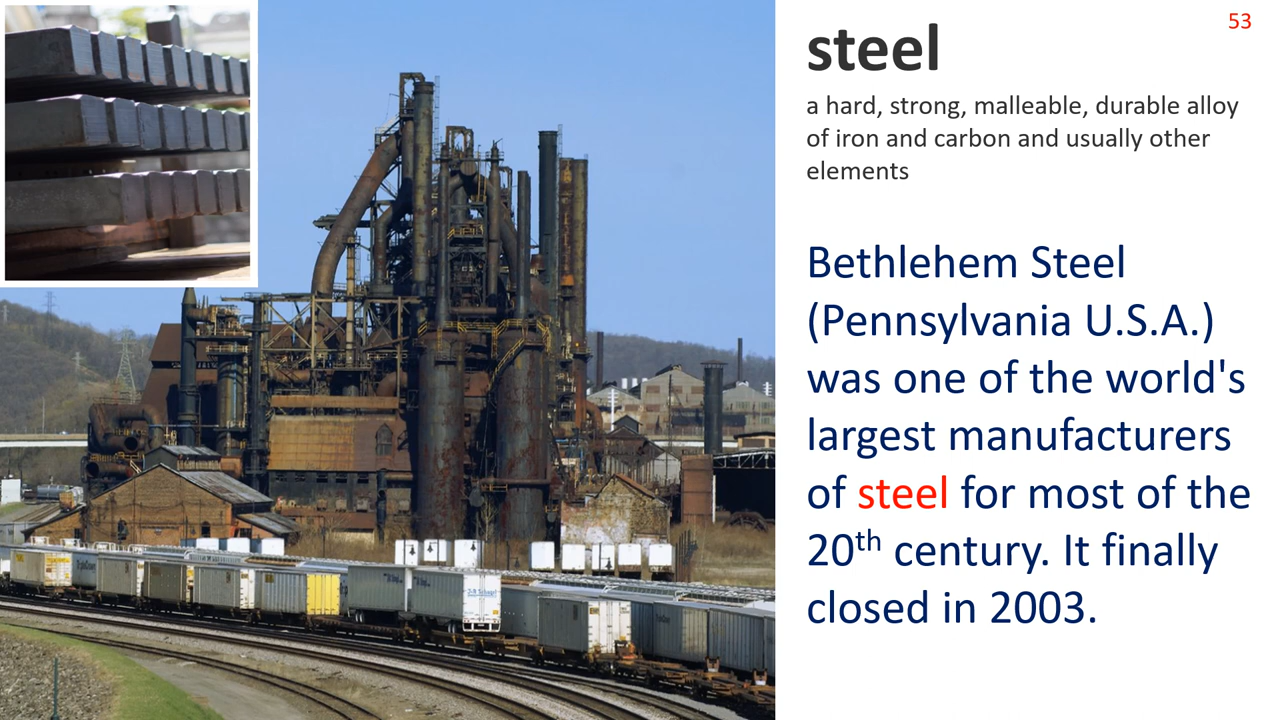 53
steel
a hard, strong, malleable, durable alloy
of iron and carbon and usually other
elements
Bethlehem Steel
(Pennsylvania U.S.A.)
was one of the world's
largest manufacturers
of steel for most of the
20th century. It finally
closed in 2003.